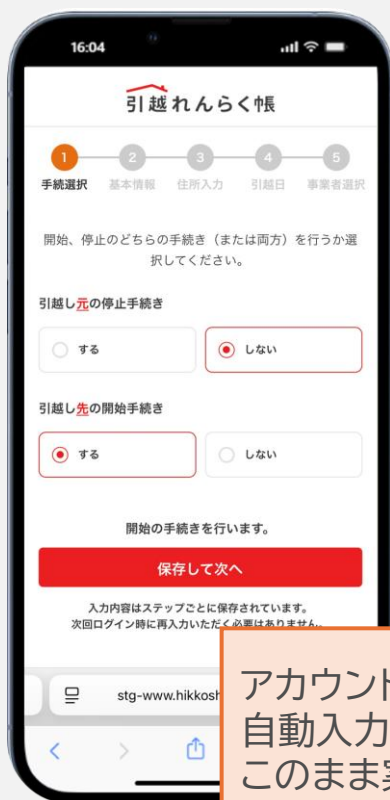 16:04
引越れんらく帳
1 2 3 4 5
手続選択 基本情報 住所入力 引越日 事業者選択
開始、停止のどちらの手続き（または両方）を行うか選
択してください。
引越し元の停止手続き
する しない
引越し先の開始手続き
する しない
開始の手続きを行います。
保存して次へ
入力内容はステップごとに保存されています。
次回ログイン時に再入力いただく必要はありません。
stg-www.hikkosh
アカウント
自動入力
このまま実